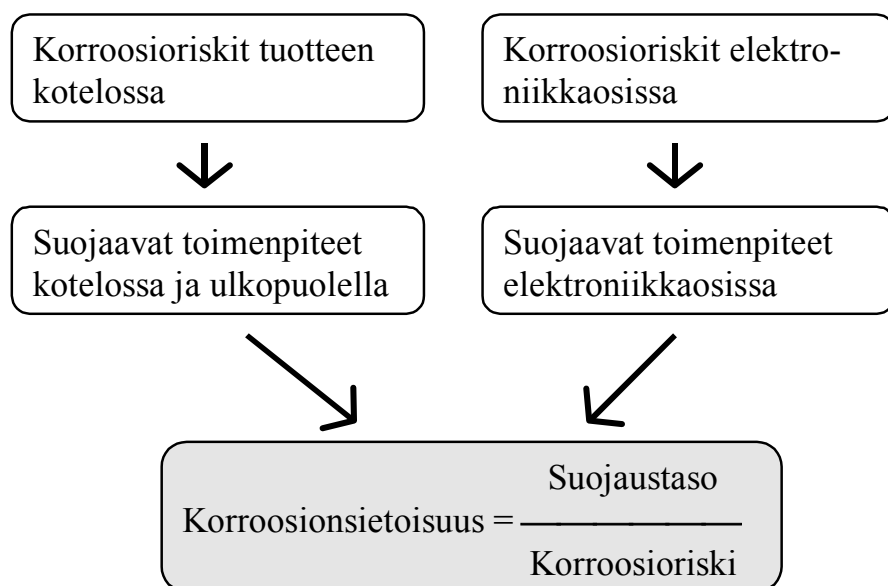 Korroosioriskit tuotteen
kotelossa
Korroosioriskit elektro-
niikkaosissa
Suojaavat toimenpiteet
kotelossa ja ulkopuolella
Suojaavat toimenpiteet
elektroniikkaosissa
Suojaustaso
Korroosionsietoisuus =
Korroosioriski